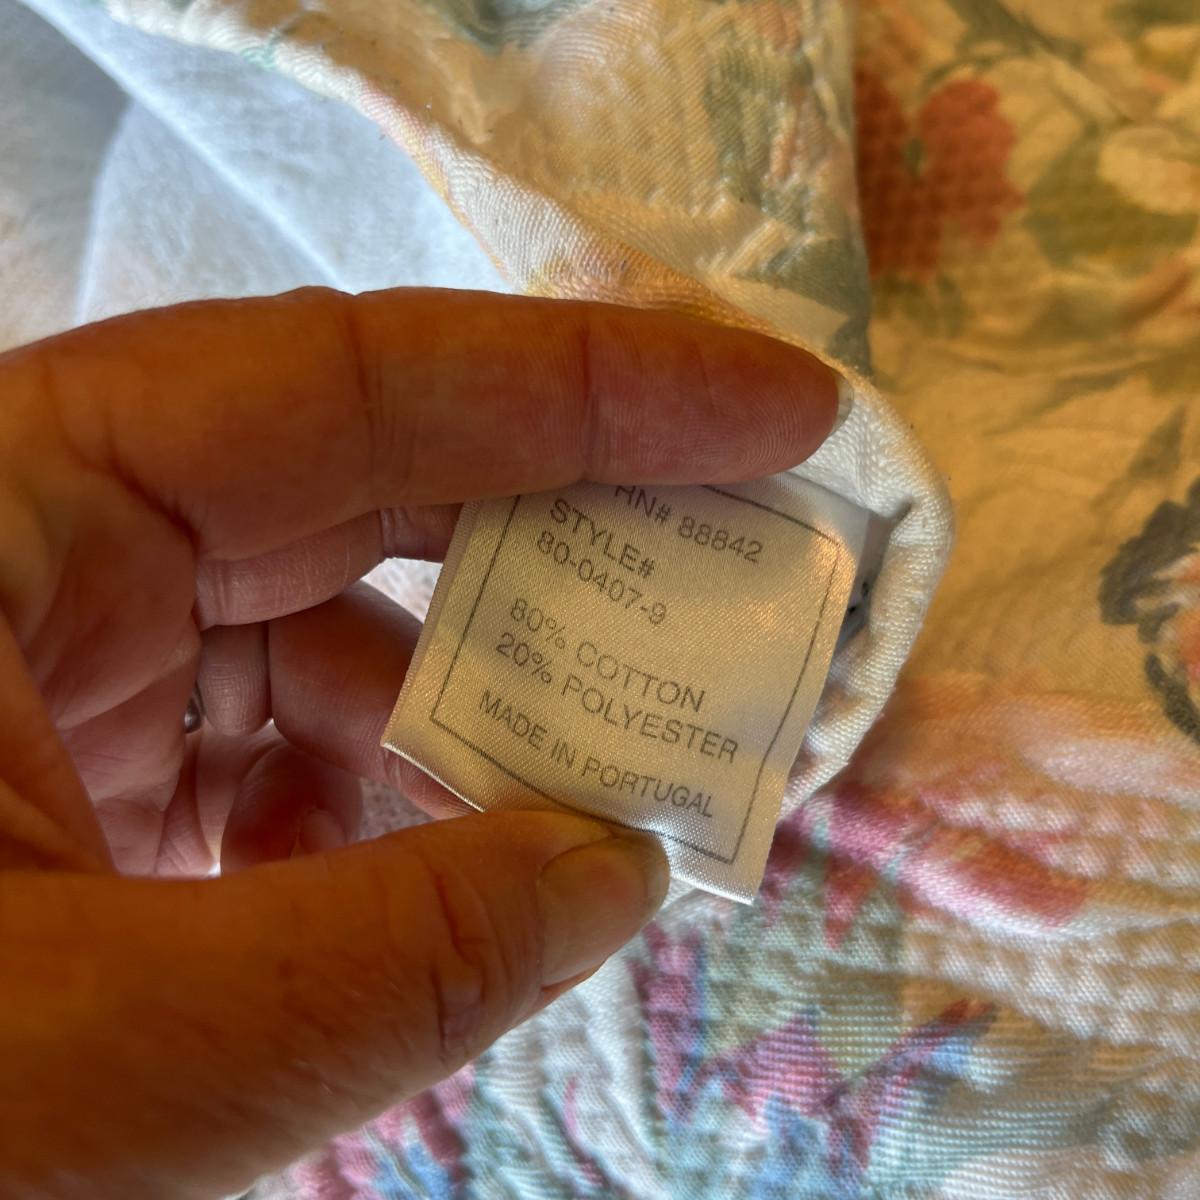 RN# 88842
STYLE#
80-0407-9
80% COTTON
20% POLYESTER
MADE IN PORTUGAL